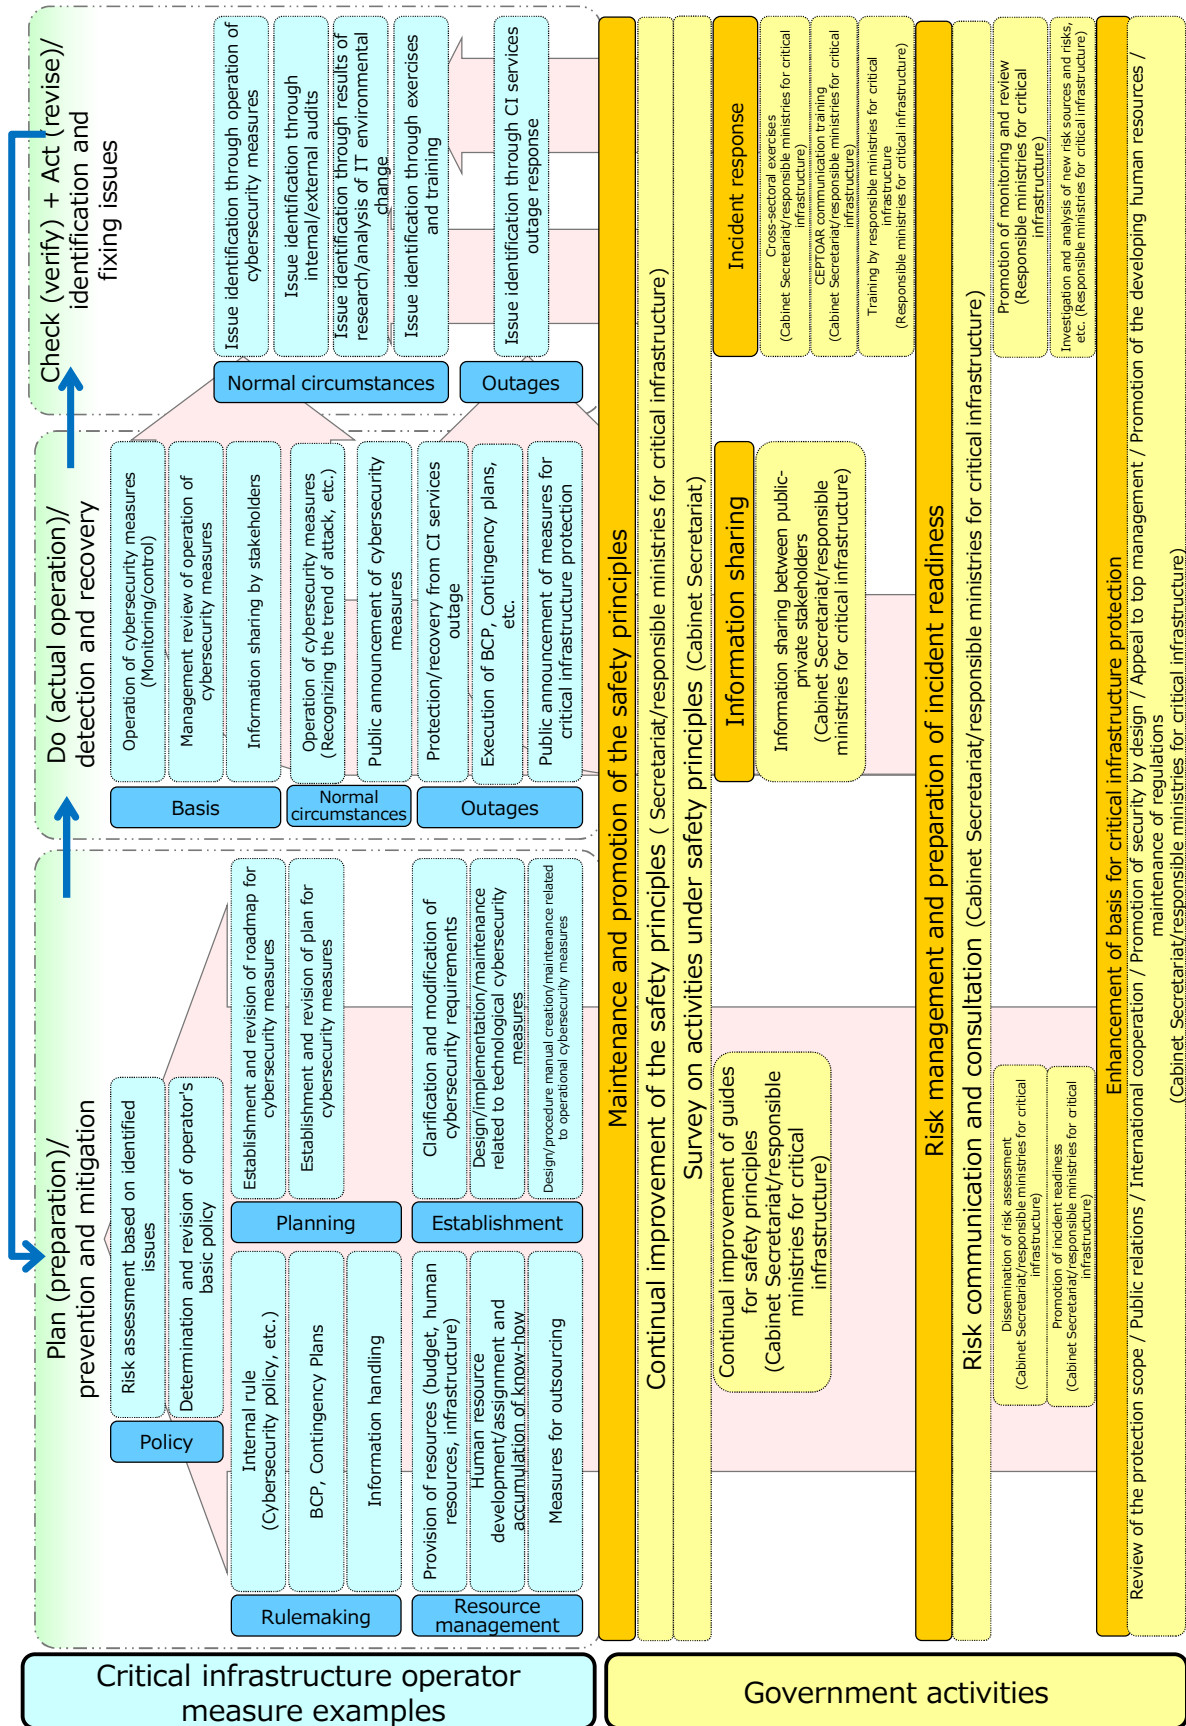 Critical infrastructure operator
measure examples
Plan (preparation)/
prevention and mitigation
Policy
Risk assessment based on identified
issues
Determination and revision of operator's
basic policy
Rulemaking
Internal rule
(Cybersecurity policy, etc.)
BCP, Contingency Plans
Information handling
Planning
Establishment and revision of roadmap for
cybersecurity measures
Establishment and revision of plan for
cybersecurity measures
Resource
management
Provision of resources (budget, human
resources, infrastructure)
Human resource
development/assignment and
accumulation of know-how
Measures for outsourcing
Establishment
Clarification and modification of
cybersecurity requirements
Design/implementation/maintenance
related to technological cybersecurity
measures
Design/procedure manual creation/maintenance related
to operational cybersecurity measures
Do (actual operation)/
detection and recovery
Basis
Operation of cybersecurity measures
(Monitoring/control)
Management review of operation of
cybersecurity measures
Information sharing by stakeholders
Normal
circumstances
Operation of cybersecurity measures
(Recognizing the trend of attack, etc.)
Public announcement of cybersecurity
measures
Outages
Protection/recovery from CI services
outage
Execution of BCP, Contingency plans,
etc.
Public announcement of measures for
critical infrastructure protection
Check (verify) + Act (revise)/
identification and
fixing issues
Normal circumstances
Issue identification through operation of
cybersecurity measures
Issue identification through
internal/external audits
Issue identification through results of
research/analysis of IT environmental
change
Issue identification through exercises
and training
Outages
Issue identification through CI services
outage response
Government activities
Maintenance and promotion of the safety principles
Continual improvement of the safety principles ( Secretariat/responsible ministries for critical infrastructure)
Survey on activities under safety principles (Cabinet Secretariat)
Continual improvement of guides
for safety principles
(Cabinet Secretariat/responsible
ministries for critical
infrastructure)
Information sharing
Information sharing between public-
private stakeholders
(Cabinet Secretariat/responsible
ministries for critical infrastructure)
Incident response
Cross-sectoral exercises
(Cabinet Secretariat/responsible ministries for critical
infrastructure)
CEPTOAR communication training
(Cabinet Secretariat/responsible ministries for critical
infrastructure)
Training by responsible ministries for critical
infrastructure
(Responsible ministries for critical infrastructure)
Risk management and preparation of incident readiness
Risk communication and consultation (Cabinet Secretariat/responsible ministries for critical infrastructure)
Dissemination of risk assessment
(Cabinet Secretariat/responsible ministries for critical
infrastructure)
Promotion of incident readiness
(Cabinet Secretariat/responsible ministries for critical
infrastructure)
Promotion of monitoring and review
(Responsible ministries for critical
infrastructure)
Investigation and analysis of new risk sources and risks,
etc. (Responsible ministries for critical infrastructure)
Enhancement of basis for critical infrastructure protection
Review of the protection scope / Public relations / International cooperation / Promotion of security by design / Appeal to top management / Promotion of the developing human resources /
maintenance of regulations
(Cabinet Secretariat/responsible ministries for critical infrastructure)